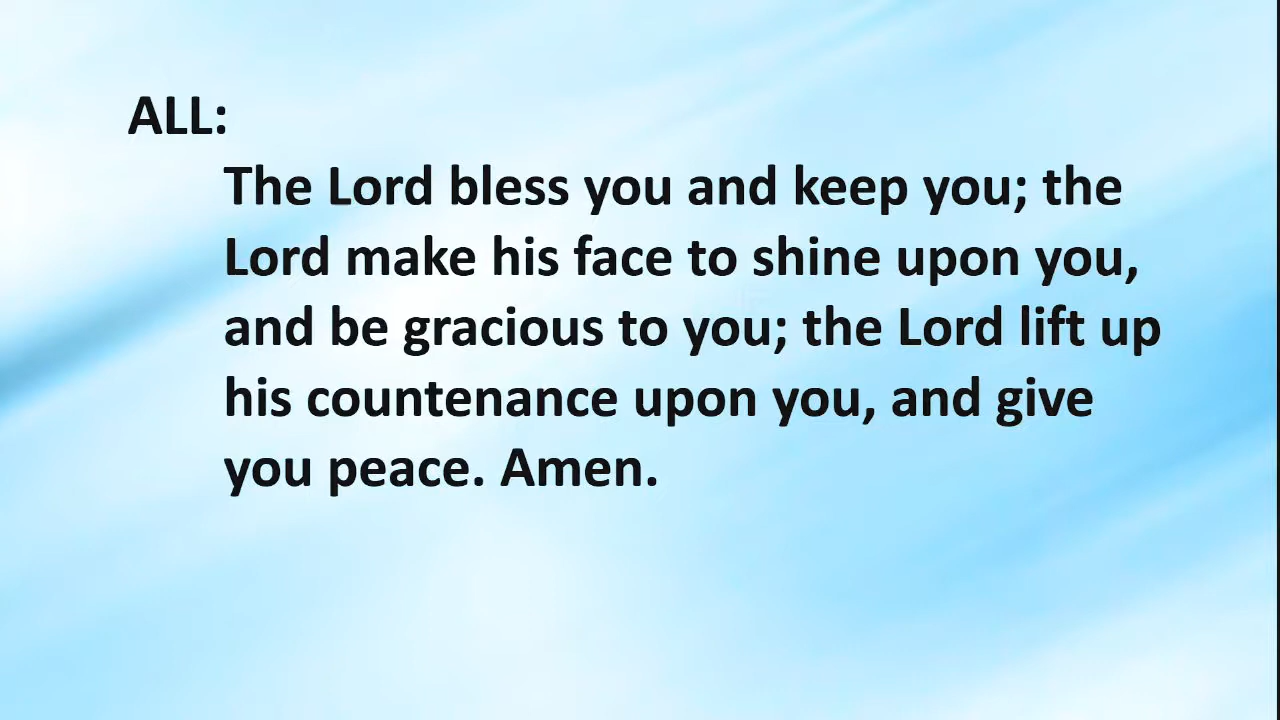 ALL:
The Lord bless you and keep you; the
Lord make his face to shine upon you,
and be gracious to you; the Lord lift up
his countenance upon you, and give
you peace. Amen.